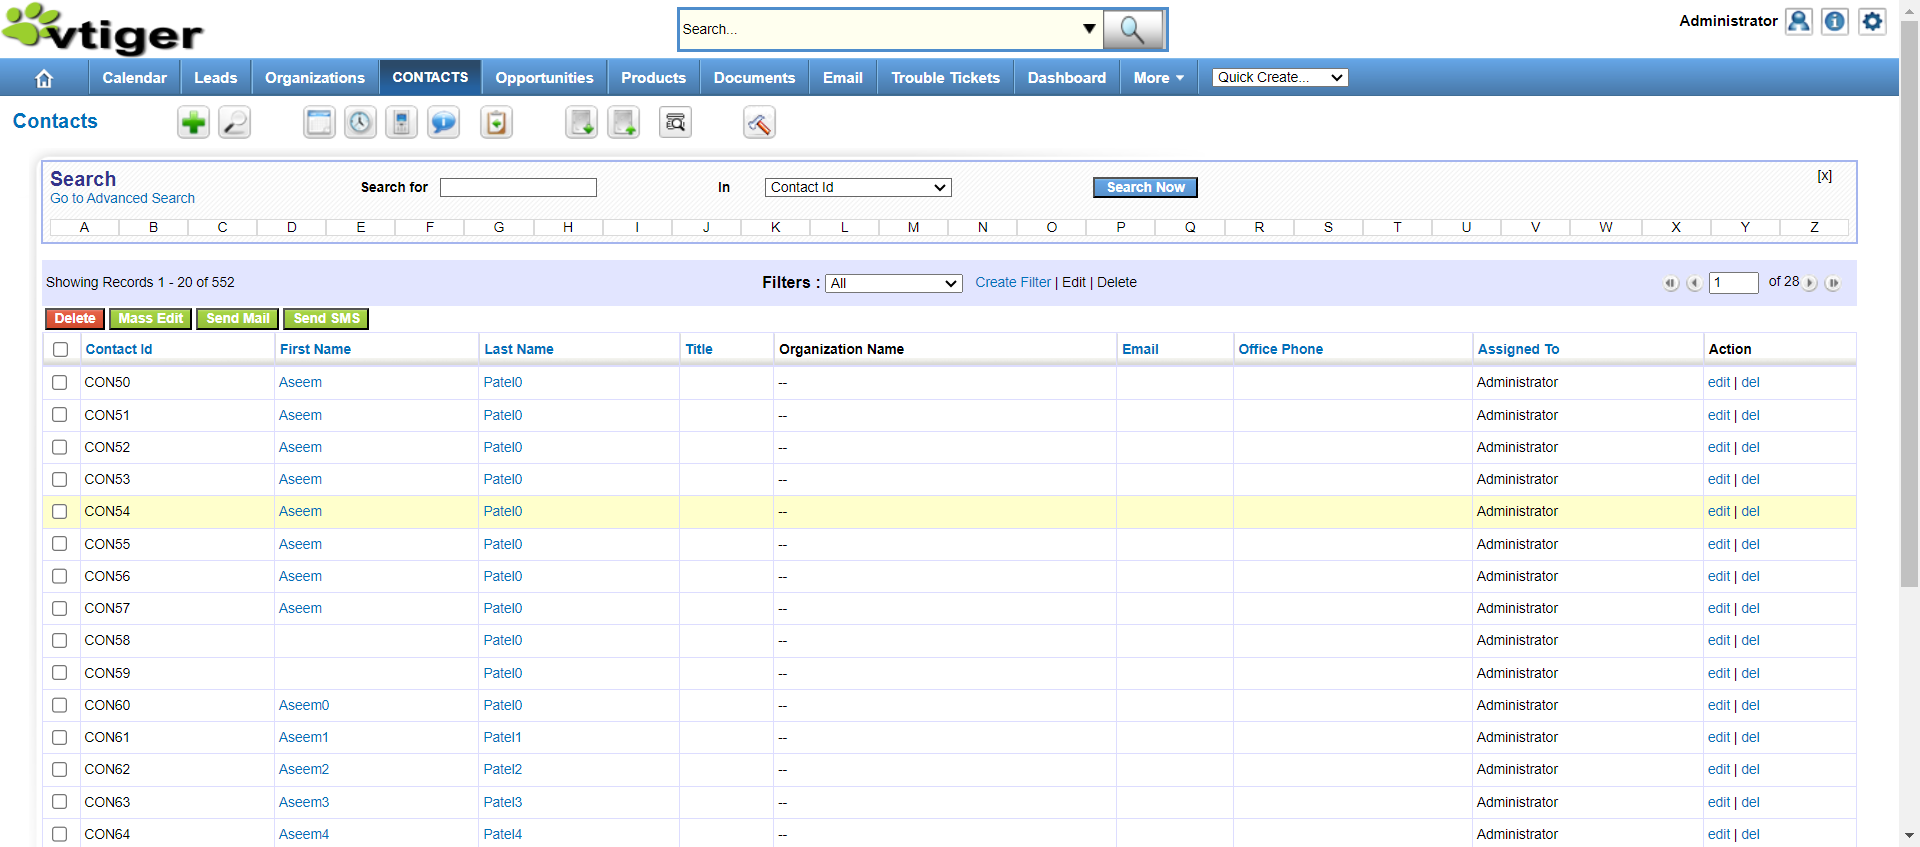 vtiger
Search...
Administrator
Calendar Leads Organizations CONTACTS Opportunities Products Documents Email Trouble Tickets Dashboard More Quick Create...
Contacts
Search
Go to Advanced Search
Search for In Contact Id Search Now [x]
A B C D E F G H I J K L M N O P Q R S T U V W X Y Z
Showing Records 1 - 20 of 552 Filters : All Create Filter | Edit | Delete 1 of 28
Delete Mass Edit Send Mail Send SMS
Contact Id First Name Last Name Title Organization Name Email Office Phone Assigned To Action
CON50 Aseem Patel0 -- Administrator edit | del
CON51 Aseem Patel0 -- Administrator edit | del
CON52 Aseem Patel0 -- Administrator edit | del
CON53 Aseem Patel0 -- Administrator edit | del
CON54 Aseem Patel0 -- Administrator edit | del
CON55 Aseem Patel0 -- Administrator edit | del
CON56 Aseem Patel0 -- Administrator edit | del
CON57 Aseem Patel0 -- Administrator edit | del
CON58 Patel0 -- Administrator edit | del
CON59 Patel0 -- Administrator edit | del
CON60 Aseem0 Patel0 -- Administrator edit | del
CON61 Aseem1 Patel1 -- Administrator edit | del
CON62 Aseem2 Patel2 -- Administrator edit | del
CON63 Aseem3 Patel3 -- Administrator edit | del
CON64 Aseem4 Patel4 -- Administrator edit | del